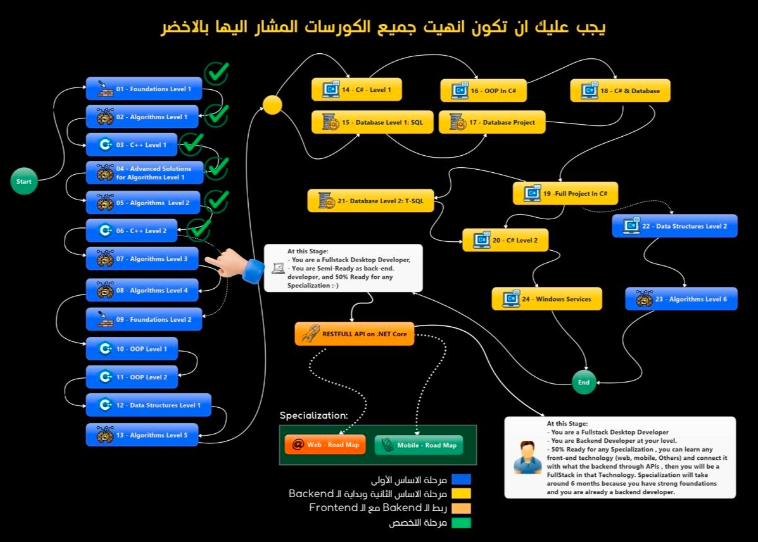 يجب عليك ان تكون انهيت جميع الكورسات المشار اليها بالاخضر
Start
01 - Foundations Level 1
02 - Algorithms Level 1
03 - C++ Level 1
04 - Advanced Solutions
for Algorithms Level 1
05 - Algorithms Level 2
06 - C++ Level 2
07 - Algorithms Level 3
08 - Algorithms Level 4
09 - Foundations Level 2
10 - OOP Level 1
11 - OOP Level 2
12 - Data Structures Level 1
13 - Algorithms Level 5
14 - C# - Level 1
15 - Database Level 1: SQL
16 - OOP In C#
17 - Database Project
18 - C# & Database
19 -Full Project In C#
21- Database Level 2: T-SQL
20 - C# Level 2
22 - Data Structures Level 2
24 - Windows Services
23 - Algorithms Level 6
End
At this Stage:
- You are a Fullstack Desktop Developer,
- You are Semi-Ready as back-end.
developer, and 50% Ready for any
Specialization :-)
RESTFULL API on .NET Core
Specialization:
Web - Road Map
Mobile - Road Map
At this Stage:
- You are a Fullstack Desktop Developer
- You are Backend Developer at your level.
- 50% Ready for any Specialization , you can learn any
front-end technology (web, mobile, Others) and connect it
with what the backend through APIs , then you will be a
FullStack in that Technology. Specialization will take
around 6 months because you have strong foundations
and you are already a backend developer.
مرحلة الاساس الأولى
مرحلة الاساس الثانية وبداية الـ Backend
ربط الـ Bakend مع الـ Frontend
مرحلة التخصص